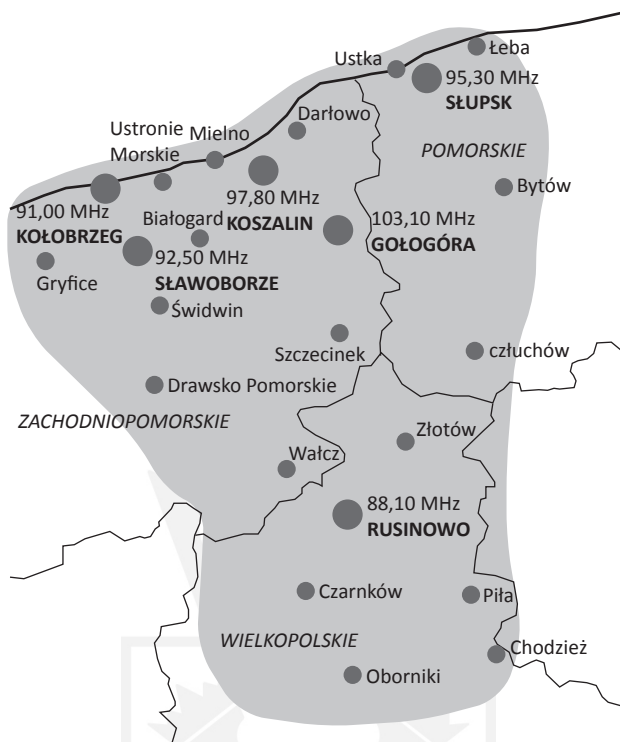 Łeba
Ustka
95,30 MHz
SŁUPSK
Darłowo
Ustronie
Morskie
Mielno
POMORSKIE
Bytów
97,80 MHz
KOSZALIN
91,00 MHz
KOŁOBRZEG
Białogard
103,10 MHz
GOŁOGÓRA
92,50 MHz
SŁAWOBORZE
Gryfice
Świdwin
Szczecinek
człuchów
Drawsko Pomorskie
ZACHODNIOPOMORSKIE
Złotów
Wałcz
88,10 MHz
RUSINOWO
Czarnków
Piła
WIELKOPOLSKIE
Chodzież
Oborniki